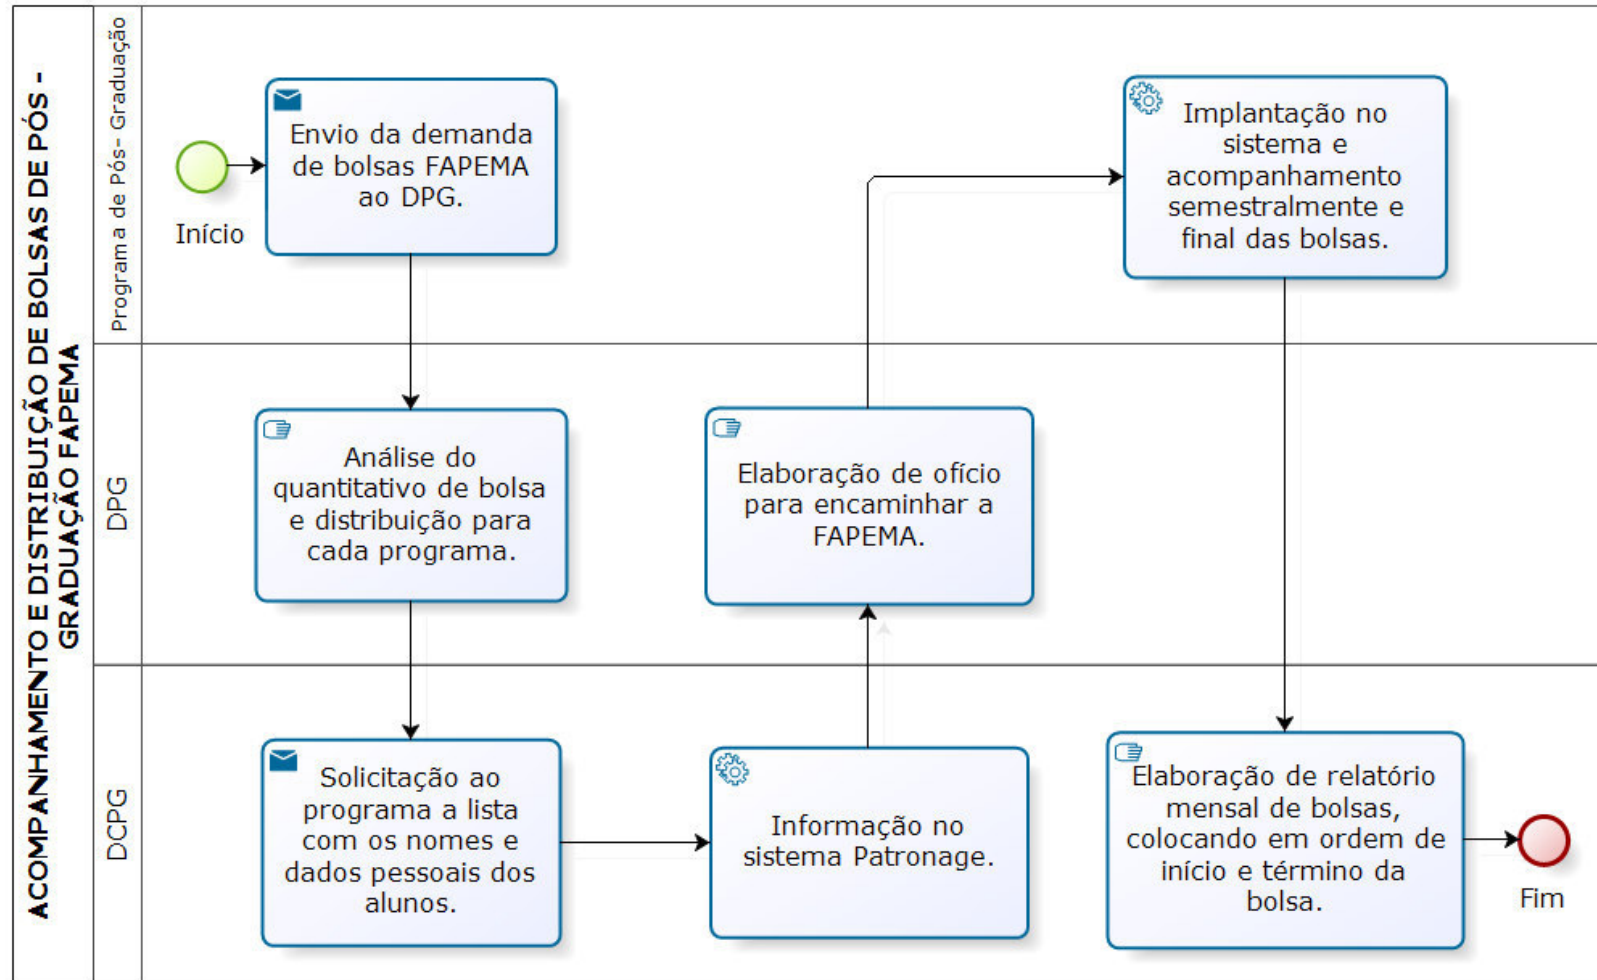 ACOMPANHAMENTO E DISTRIBUIÇÃO DE BOLSAS DE PÓS -
GRADUAÇÃO FAPEMA
Programa de Pós- Graduação
Início
Envio da demanda
de bolsas FAPEMA
ao DPG.
Implantação no
sistema e
acompanhamento
semestralmente e
final das bolsas.
DPG
Análise do
quantitativo de bolsa
e distribuição para
cada programa.
Elaboração de ofício
para encaminhar a
FAPEMA.
DCPG
Solicitação ao
programa a lista
com os nomes e
dados pessoais dos
alunos.
Informação no
sistema Patronage.
Elaboração de relatório
mensal de bolsas,
colocando em ordem de
início e término da
bolsa.
Fim